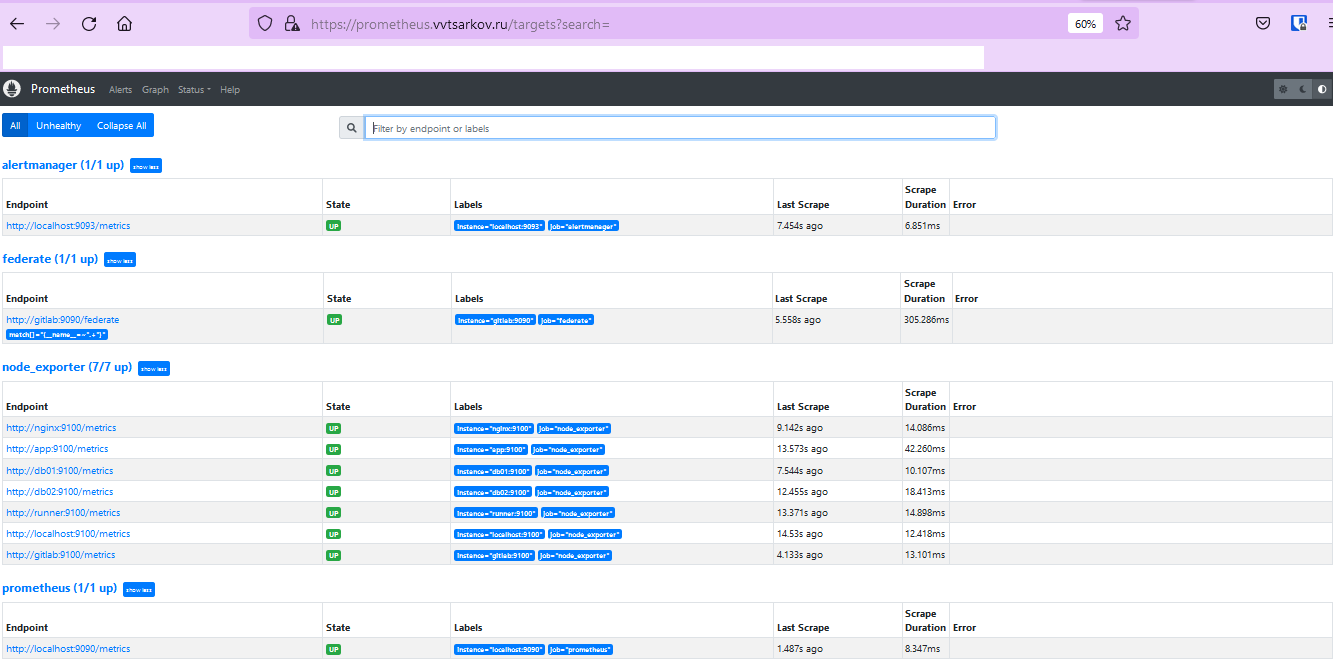 https://prometheus.vvtsarkov.ru/targets?search= 60%
Prometheus Alerts Graph Status Help
All Unhealthy Collapse All Filter by endpoint or labels
alertmanager (1/1 up) show less
Endpoint State Labels Last Scrape Scrape Duration Error
http://localhost:9093/metrics UP instance="localhost:9093" job="alertmanager" 7.454s ago 6.851ms
federate (1/1 up) show less
Endpoint State Labels Last Scrape Scrape Duration Error
http://gitlab:9090/federate UP instance="gitlab:9090" job="federate" 5.558s ago 305.286ms
match[]="{__name__=~".+"}"
node_exporter (7/7 up) show less
Endpoint State Labels Last Scrape Scrape Duration Error
http://nginx:9100/metrics UP instance="nginx:9100" job="node_exporter" 9.142s ago 14.086ms
http://app:9100/metrics UP instance="app:9100" job="node_exporter" 13.573s ago 42.260ms
http://db01:9100/metrics UP instance="db01:9100" job="node_exporter" 7.544s ago 10.107ms
http://db02:9100/metrics UP instance="db02:9100" job="node_exporter" 12.455s ago 18.413ms
http://runner:9100/metrics UP instance="runner:9100" job="node_exporter" 13.371s ago 14.898ms
http://localhost:9100/metrics UP instance="localhost:9100" job="node_exporter" 14.53s ago 12.418ms
http://gitlab:9100/metrics UP instance="gitlab:9100" job="node_exporter" 4.133s ago 13.101ms
prometheus (1/1 up) show less
Endpoint State Labels Last Scrape Scrape Duration Error
http://localhost:9090/metrics UP instance="localhost:9090" job="prometheus" 1.487s ago 8.347ms